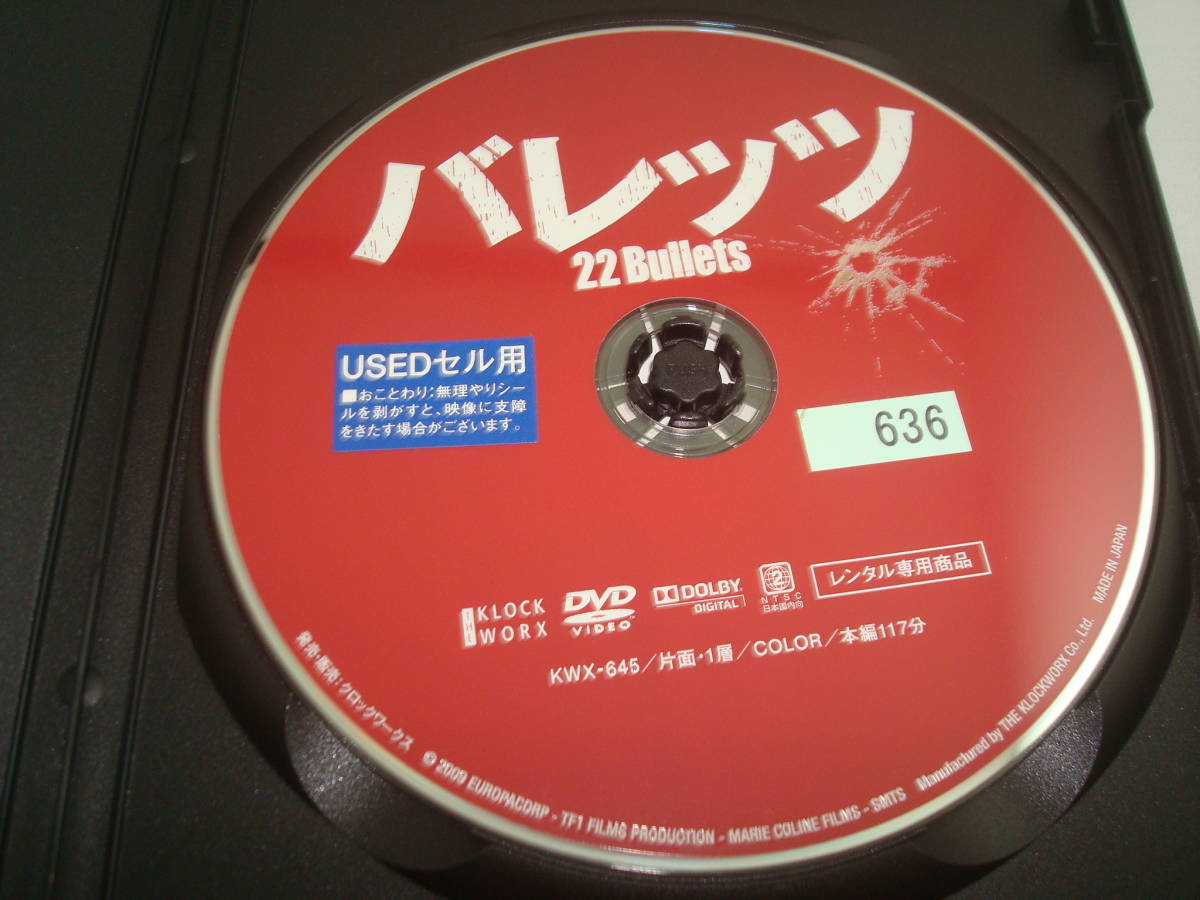 バレッツ
22 Bullets
USEDセル用
■おことわり:無理やりシー
ルを剥がすと、映像に支障
をきたす場合がございます。
PUSH
636
THE KLOCK WORX
DVD VIDEO
DOLBY DIGITAL
2
NTSC
日本国内向
レンタル専用商品
KWX-645/片面・1層/COLOR/本編117分
発売・販売:クロックワークス © 2009 EUROPACORP - TF1 FILMS PRODUCTION - MARIE COLINE FILMS - SMTS Manufactured by THE KLOCKWORX Co., Ltd. MADE IN JAPAN